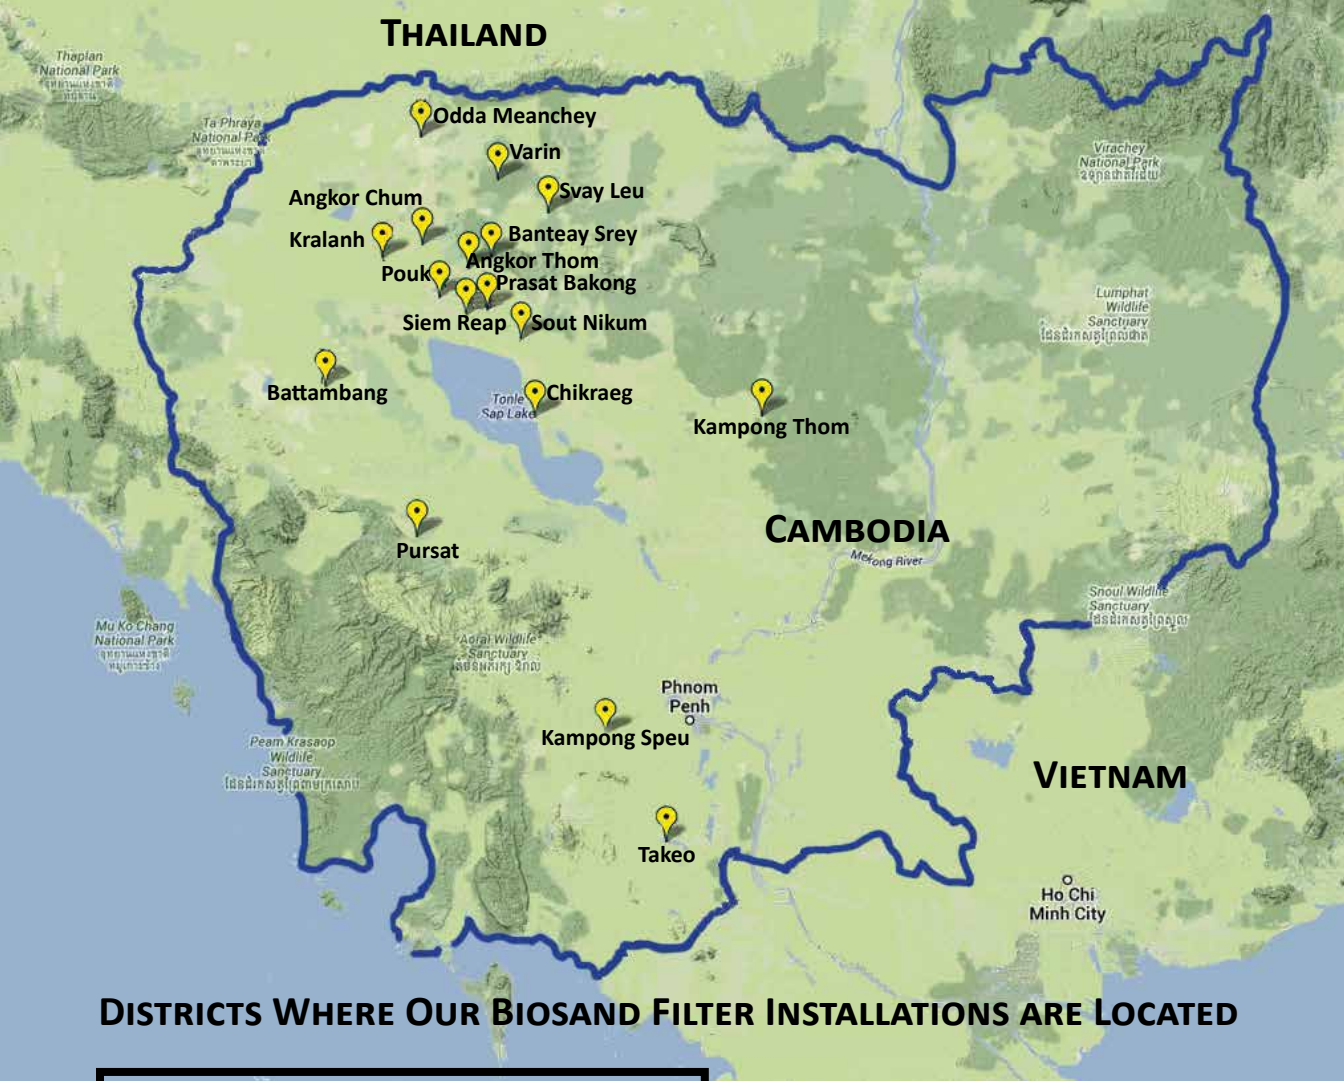 THAILAND
Thaplan
National Park
Ta Phraya
National Park
Odda Meanchey
Varin
Virachey
National Park
Svay Leu
Angkor Chum
Kralanh
Banteay Srey
Angkor Thom
Pouk
Prasat Bakong
Siem Reap
Sout Nikum
Lumphat
Wildlife
Sanctuary
Battambang
Tonle
Sap Lake
Chikraeg
Kampong Thom
Pursat
CAMBODIA
Mekong River
Snoul Wildlife
Sanctuary
Mu Ko Chang
National Park
Aoral Wildlife
Sanctuary
Phnom
Penh
Kampong Speu
Peam Krasaop
Wildlife
Sanctuary
VIETNAM
Takeo
Ho Chi
Minh City
DISTRICTS WHERE OUR BIOSAND FILTER INSTALLATIONS ARE LOCATED